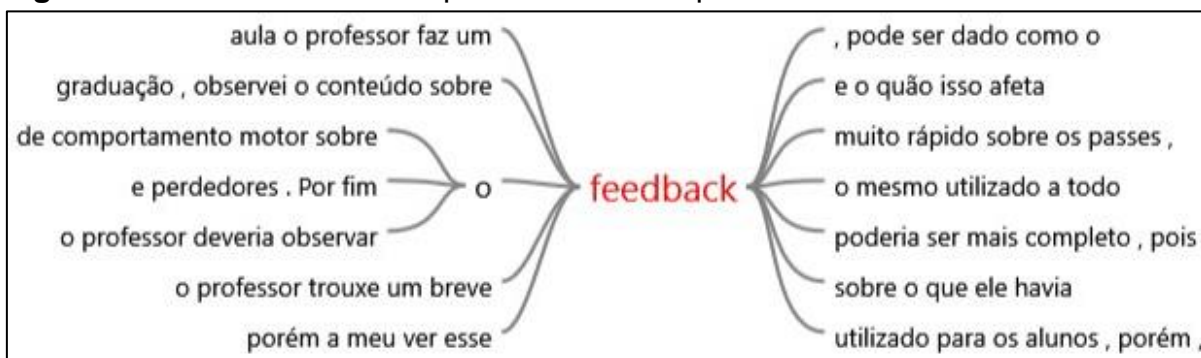 aula o professor faz um
graduação , observei o conteúdo sobre
de comportamento motor sobre
e perdedores . Por fim
o professor deveria observar
o
o professor trouxe um breve
porém a meu ver esse
feedback
, pode ser dado como o
e o quão isso afeta
muito rápido sobre os passes ,
o mesmo utilizado a todo
poderia ser mais completo , pois
sobre o que ele havia
utilizado para os alunos , porém ,